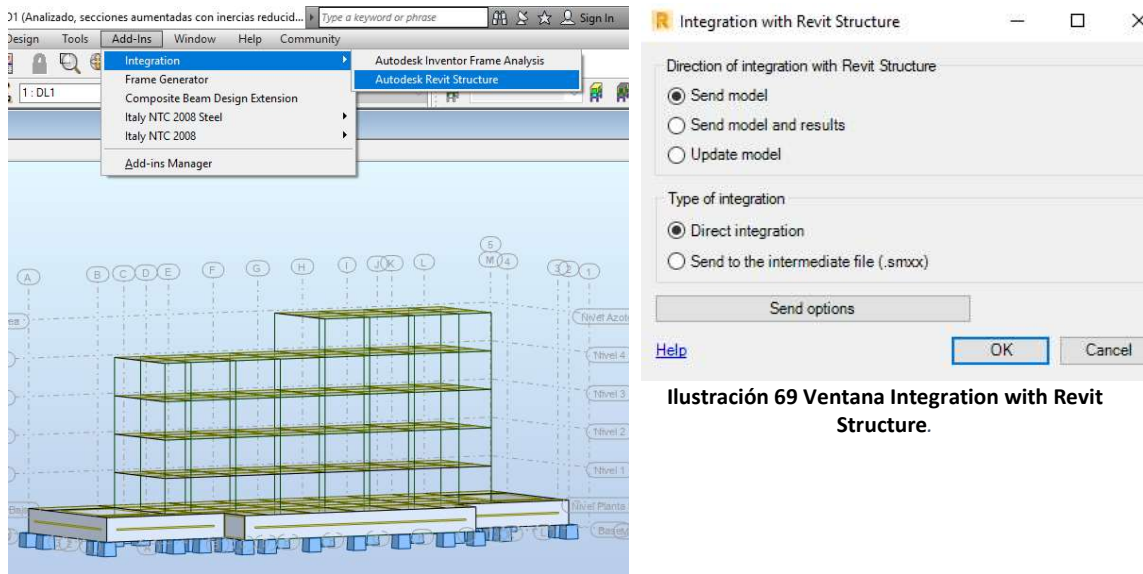 D1 (Analizado, secciones aumentadas con inercias reducid... Type a keyword or phrase Sign In
Design Tools Add-Ins Window Help Community
Integration
Autodesk Inventor Frame Analysis
Frame Generator
Autodesk Revit Structure
1 : DL1
Composite Beam Design Extension
Italy NTC 2008 Steel
Italy NTC 2008
Add-ins Manager
A B C D E F G H I J K L M 5 4 3 2 1
Nivel Azot
Nivel 4
Nivel 3
Nivel 2
Nivel 1
Nivel Planta
Integration with Revit Structure
Direction of integration with Revit Structure
Send model
Send model and results
Update model
Type of integration
Direct integration
Send to the intermediate file (.smxx)
Send options
Help OK Cancel
Ilustración 69 Ventana Integration with Revit
Structure.